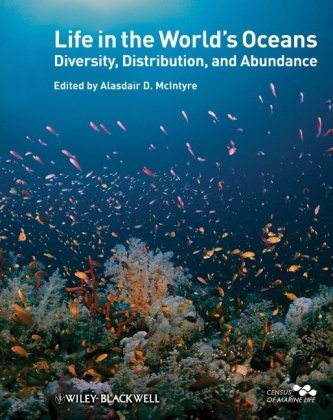 Life in the World's Oceans
Diversity, Distribution, and Abundance
Edited by Alasdair D. McIntyre
WILEY-BLACKWELL
CENSUS
OF MARINE LIFE